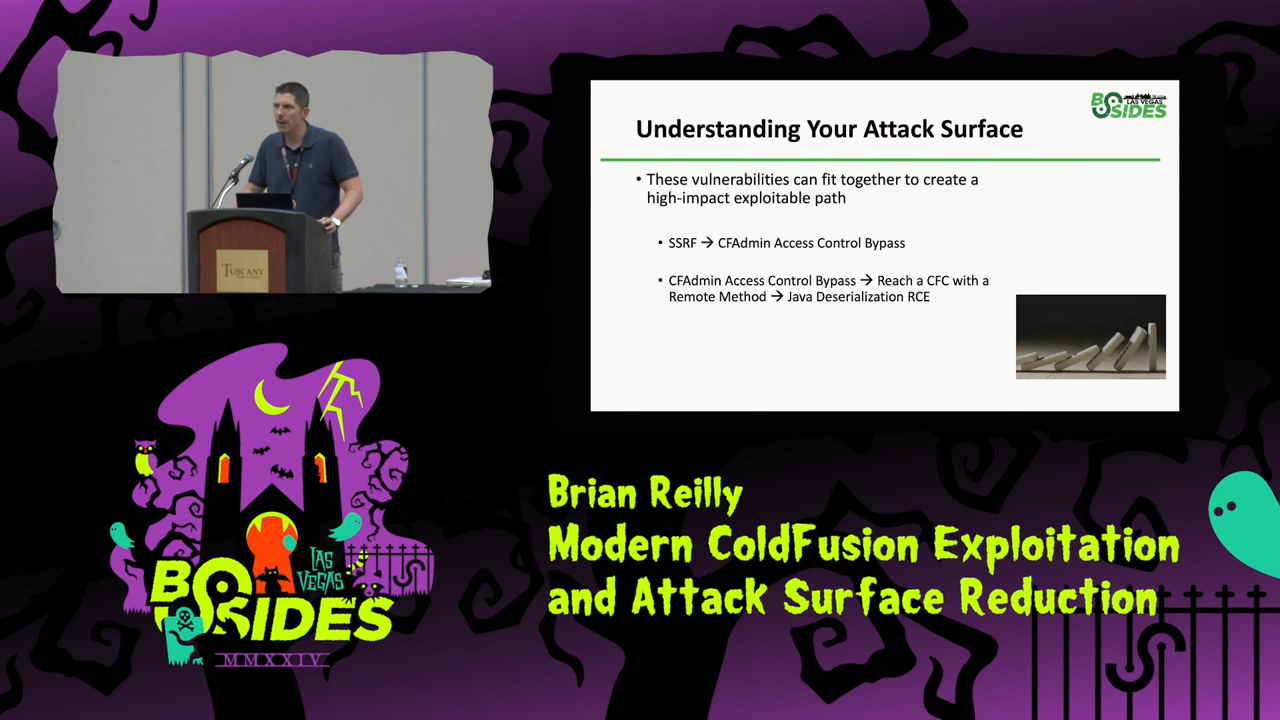 BSIDES
LAS VEGAS
Understanding Your Attack Surface
• These vulnerabilities can fit together to create a
high-impact exploitable path
• SSRF → CFAdmin Access Control Bypass
• CFAdmin Access Control Bypass → Reach a CFC with a
Remote Method → Java Deserialization RCE
TUSCANY
LAS
VEGAS
BSIDES
MMXXIV
Brian Reilly
Modern ColdFusion Exploitation
and Attack Surface Reduction